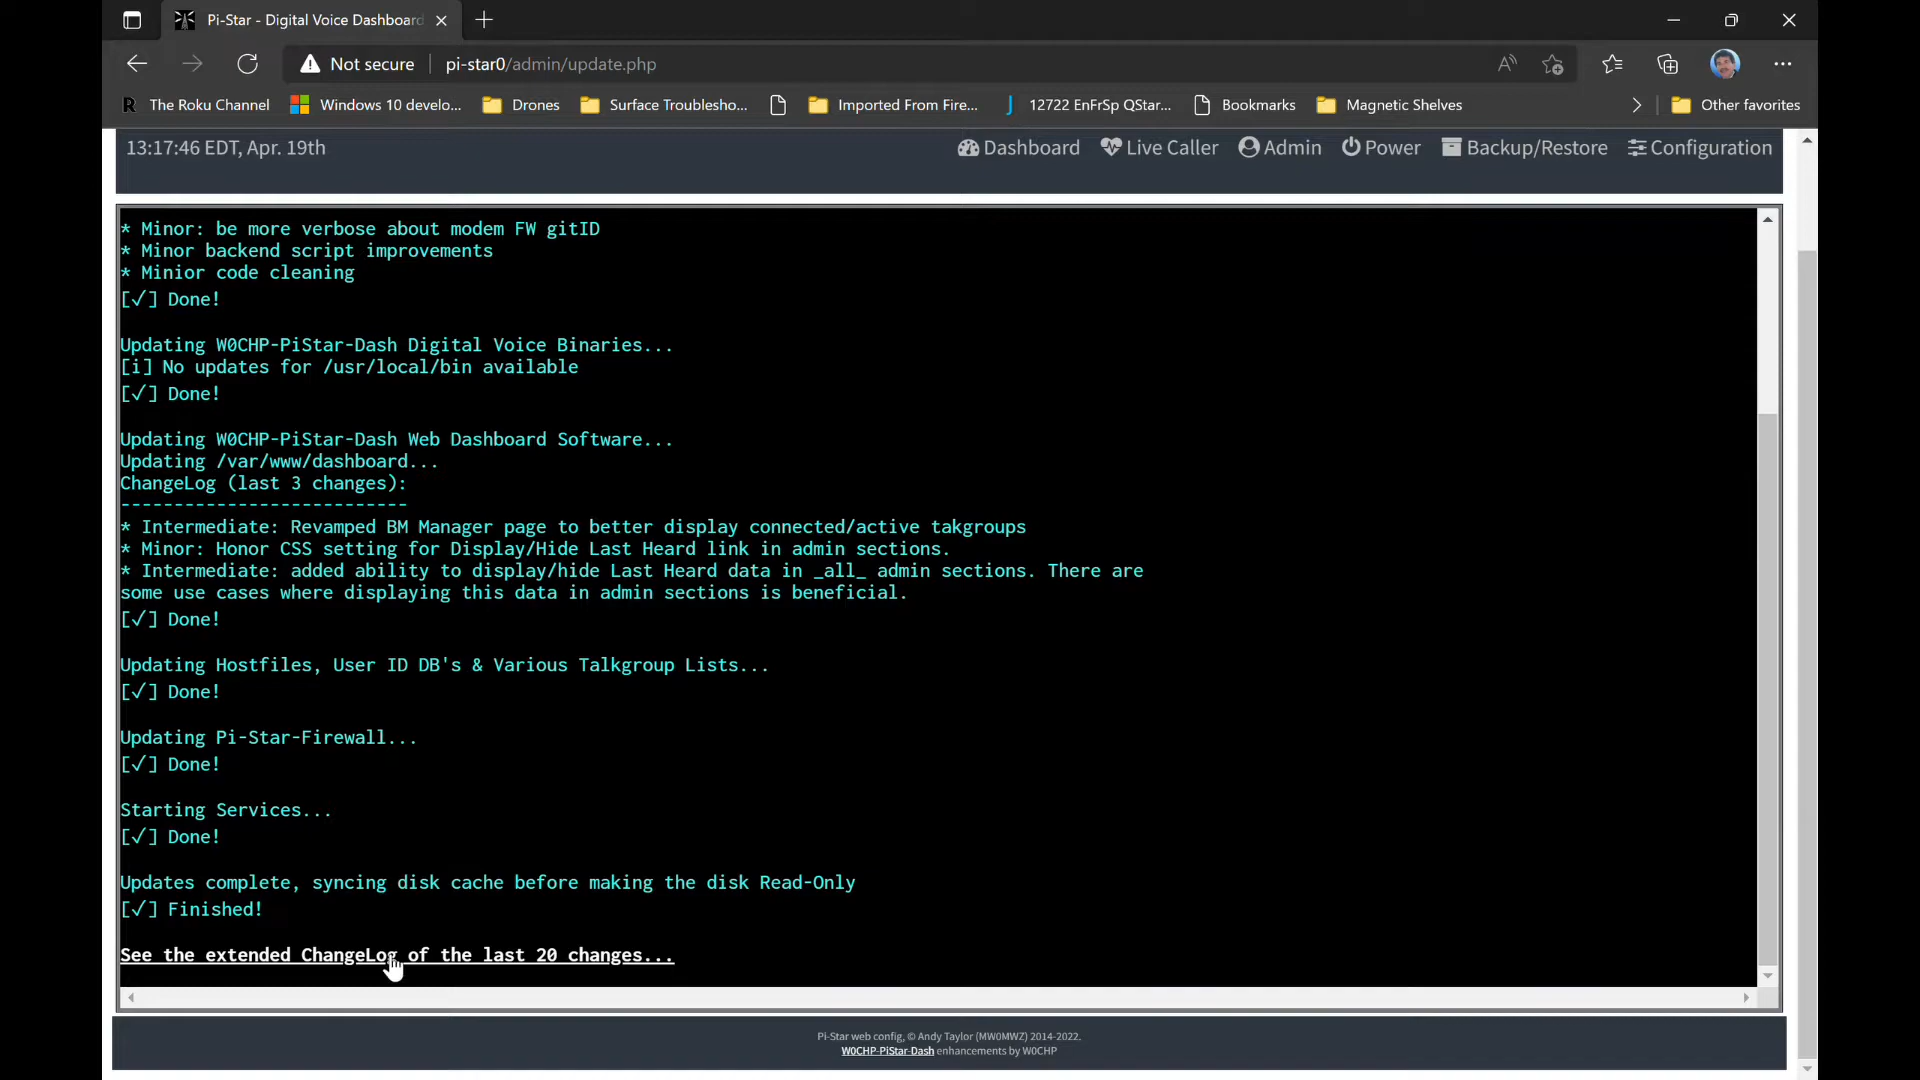 Pi-Star - Digital Voice Dashboard
Not secure
pi-star0/admin/update.php
The Roku Channel
Windows 10 develo...
Drones
Surface Troublesho...
Imported From Fire...
12722 EnFrSp QStar...
Bookmarks
Magnetic Shelves
Other favorites
13:17:46 EDT, Apr. 19th
Dashboard
Live Caller
Admin
Power
Backup/Restore
Configuration
* Minor: be more verbose about modem FW gitID
* Minor backend script improvements
* Minior code cleaning
[✓] Done!
Updating W0CHP-PiStar-Dash Digital Voice Binaries...
[i] No updates for /usr/local/bin available
[✓] Done!
Updating W0CHP-PiStar-Dash Web Dashboard Software...
Updating /var/www/dashboard...
ChangeLog (last 3 changes):
---------------------------
* Intermediate: Revamped BM Manager page to better display connected/active takgroups
* Minor: Honor CSS setting for Display/Hide Last Heard link in admin sections.
* Intermediate: added ability to display/hide Last Heard data in _all_ admin sections. There are
some use cases where displaying this data in admin sections is beneficial.
[✓] Done!
Updating Hostfiles, User ID DB's & Various Talkgroup Lists...
[✓] Done!
Updating Pi-Star-Firewall...
[✓] Done!
Starting Services...
[✓] Done!
Updates complete, syncing disk cache before making the disk Read-Only
[✓] Finished!
See the extended ChangeLog of the last 20 changes...
Pi-Star web config, © Andy Taylor (MW0MWZ) 2014-2022.
W0CHP-PiStar-Dash enhancements by W0CHP